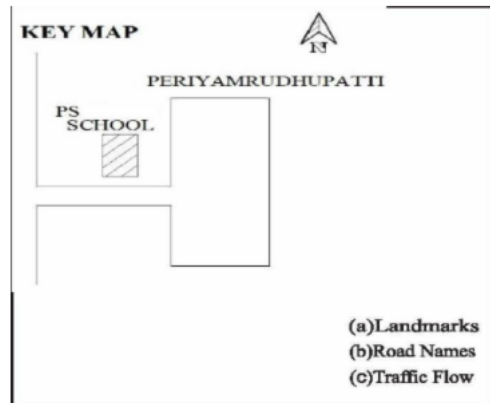 KEY MAP
N
PERIYAMRUDHUPATTI
PS
SCHOOL
(a)Landmarks
(b)Road Names
(c)Traffic Flow